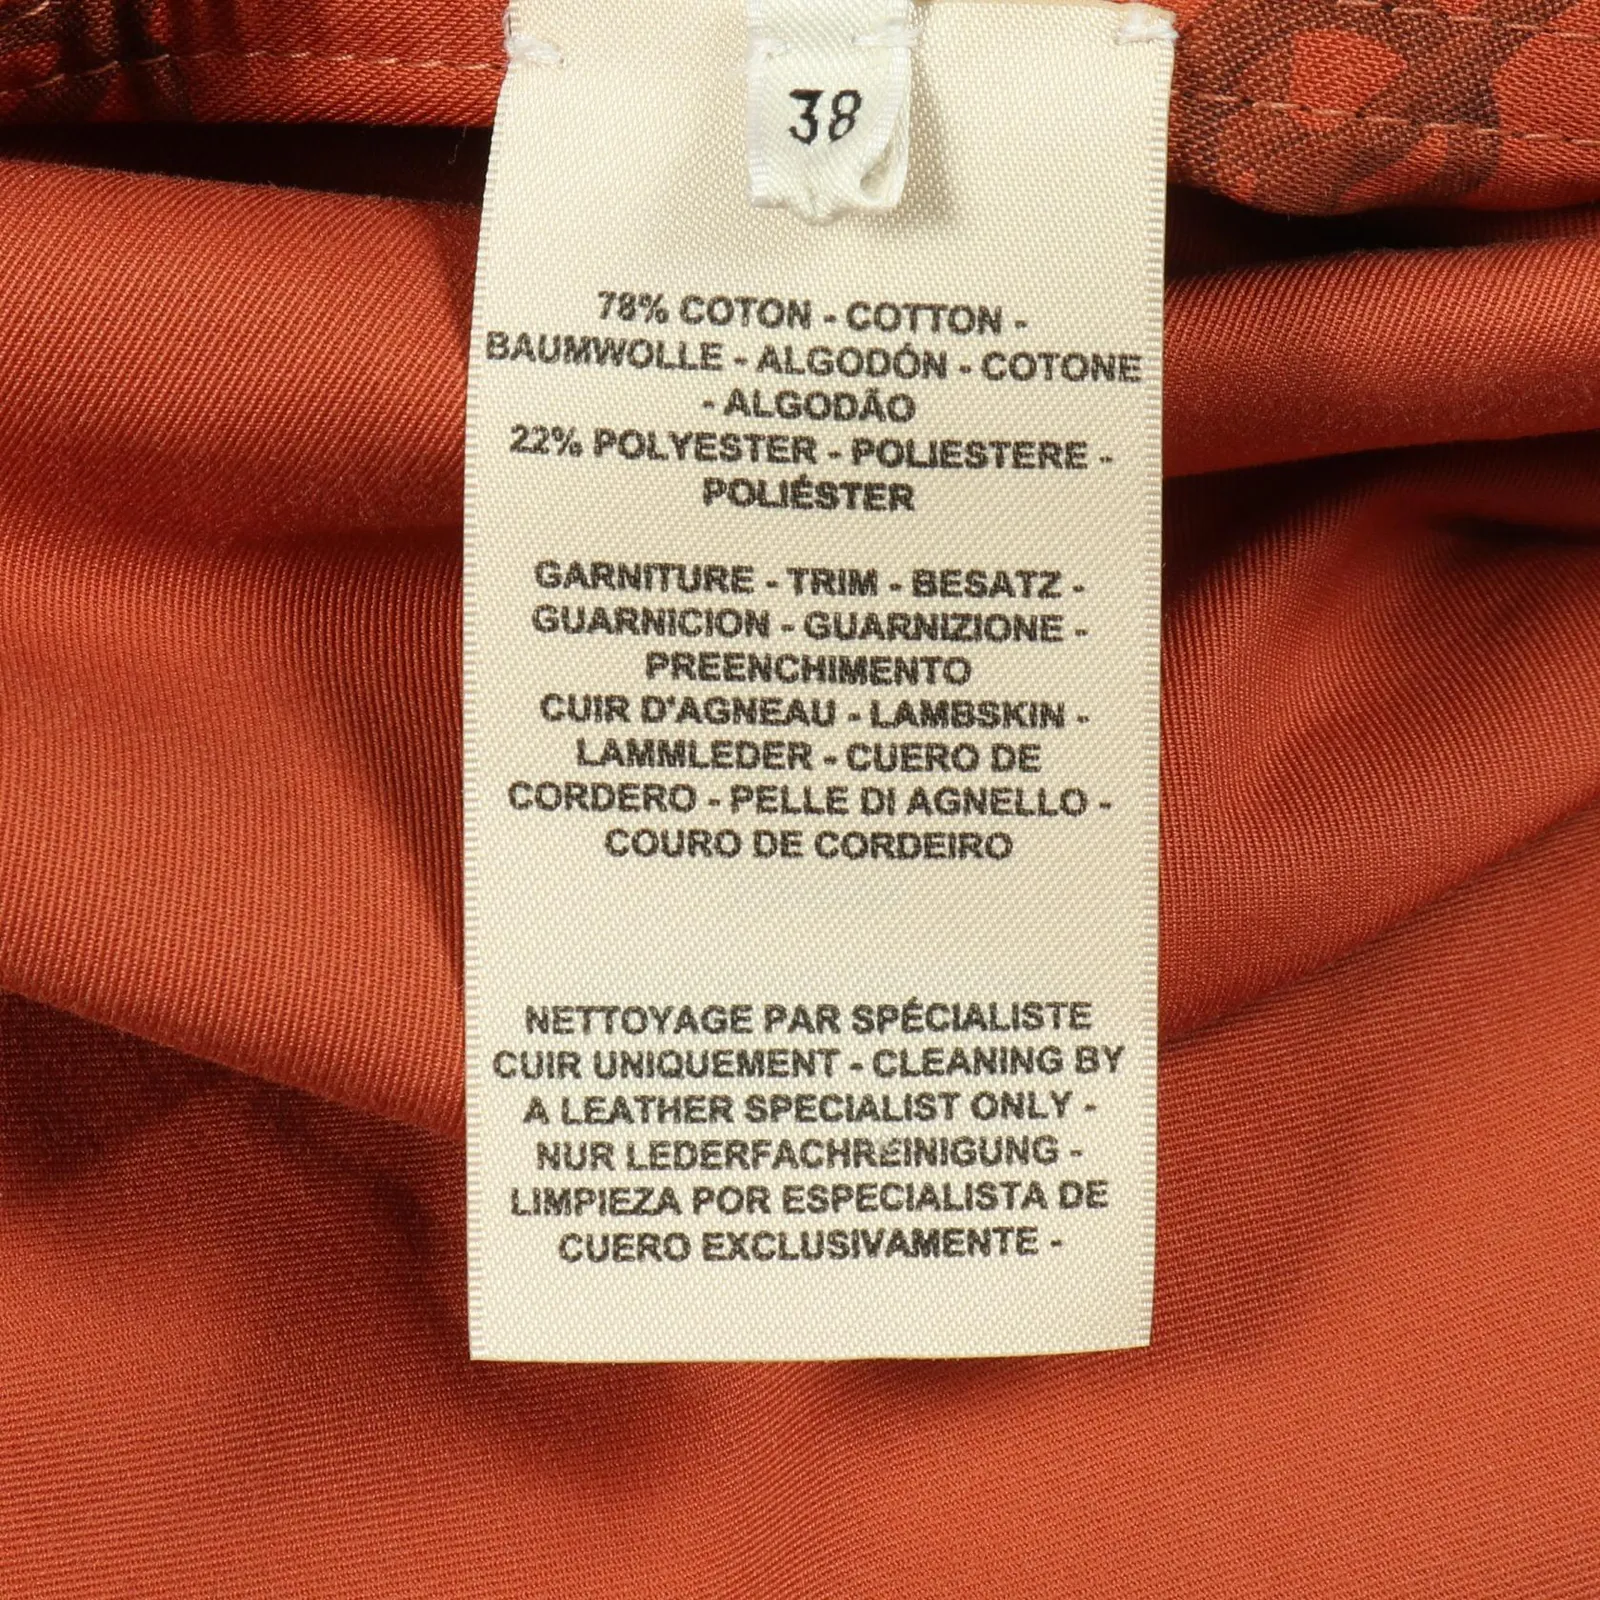 38
78% COTON - COTTON -
BAUMWOLLE - ALGODÓN - COTONE
- ALGODÃO
22% POLYESTER - POLIESTERE -
POLIÉSTER
GARNITURE - TRIM - BESATZ -
GUARNICION - GUARNIZIONE -
PREENCHIMENTO
CUIR D'AGNEAU - LAMBSKIN -
LAMMLEDER - CUERO DE
CORDERO - PELLE DI AGNELLO -
COURO DE CORDEIRO
NETTOYAGE PAR SPÉCIALISTE
CUIR UNIQUEMENT - CLEANING BY
A LEATHER SPECIALIST ONLY -
NUR LEDERFACHREINIGUNG -
LIMPIEZA POR ESPECIALISTA DE
CUERO EXCLUSIVAMENTE -